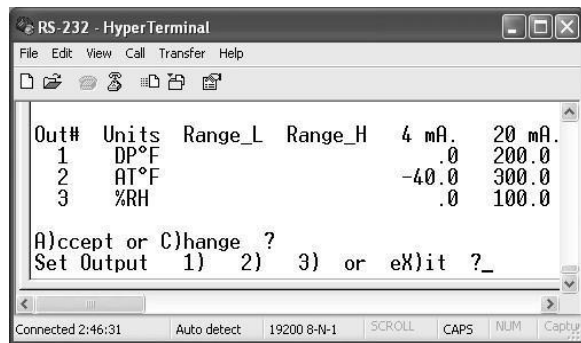 RS-232 - HyperTerminal
File Edit View Call Transfer Help
Out# Units Range_L Range_H 4 mA. 20 mA.
1 DP°F .0 200.0
2 AT°F -40.0 300.0
3 %RH .0 100.0
A)ccept or C)hange ?
Set Output 1) 2) 3) or eX)it ?_
Connected 2:46:31 Auto detect 19200 8-N-1 SCROLL CAPS NUM Captur